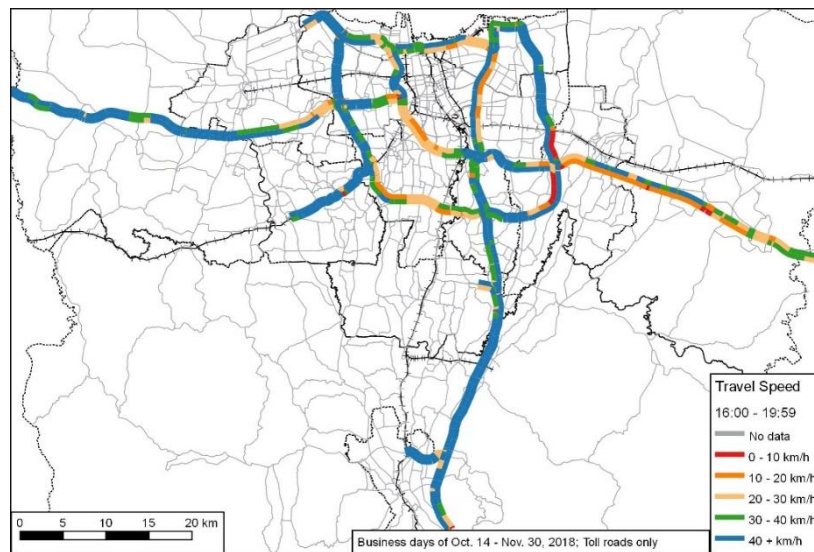 Travel Speed
16:00 - 19:59
No data
0 - 10 km/h
10 - 20 km/h
20 - 30 km/h
30 - 40 km/h
40 + km/h
0 5 10 15 20 km
Business days of Oct. 14 - Nov. 30, 2018; Toll roads only